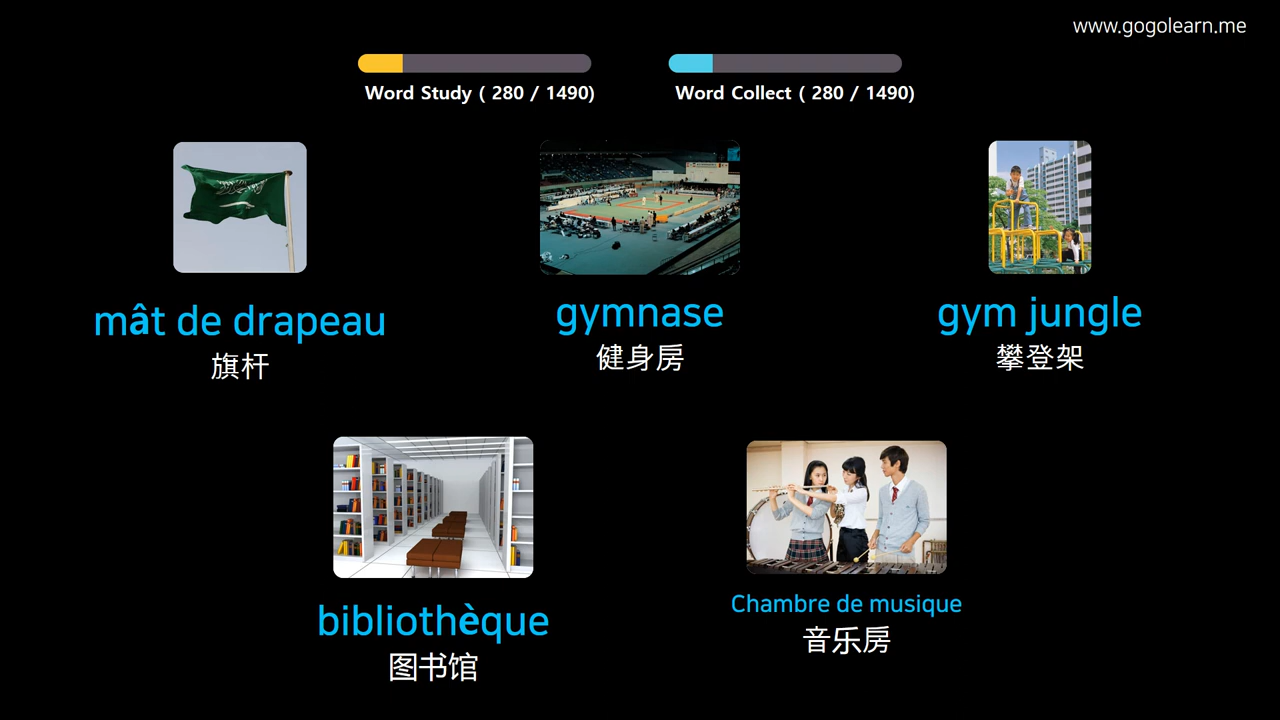 www.gogolearn.me
Word Study ( 280 / 1490)
Word Collect ( 280 / 1490)
mât de drapeau
旗杆
gymnase
健身房
gym jungle
攀登架
bibliothèque
图书馆
Chambre de musique
音乐房